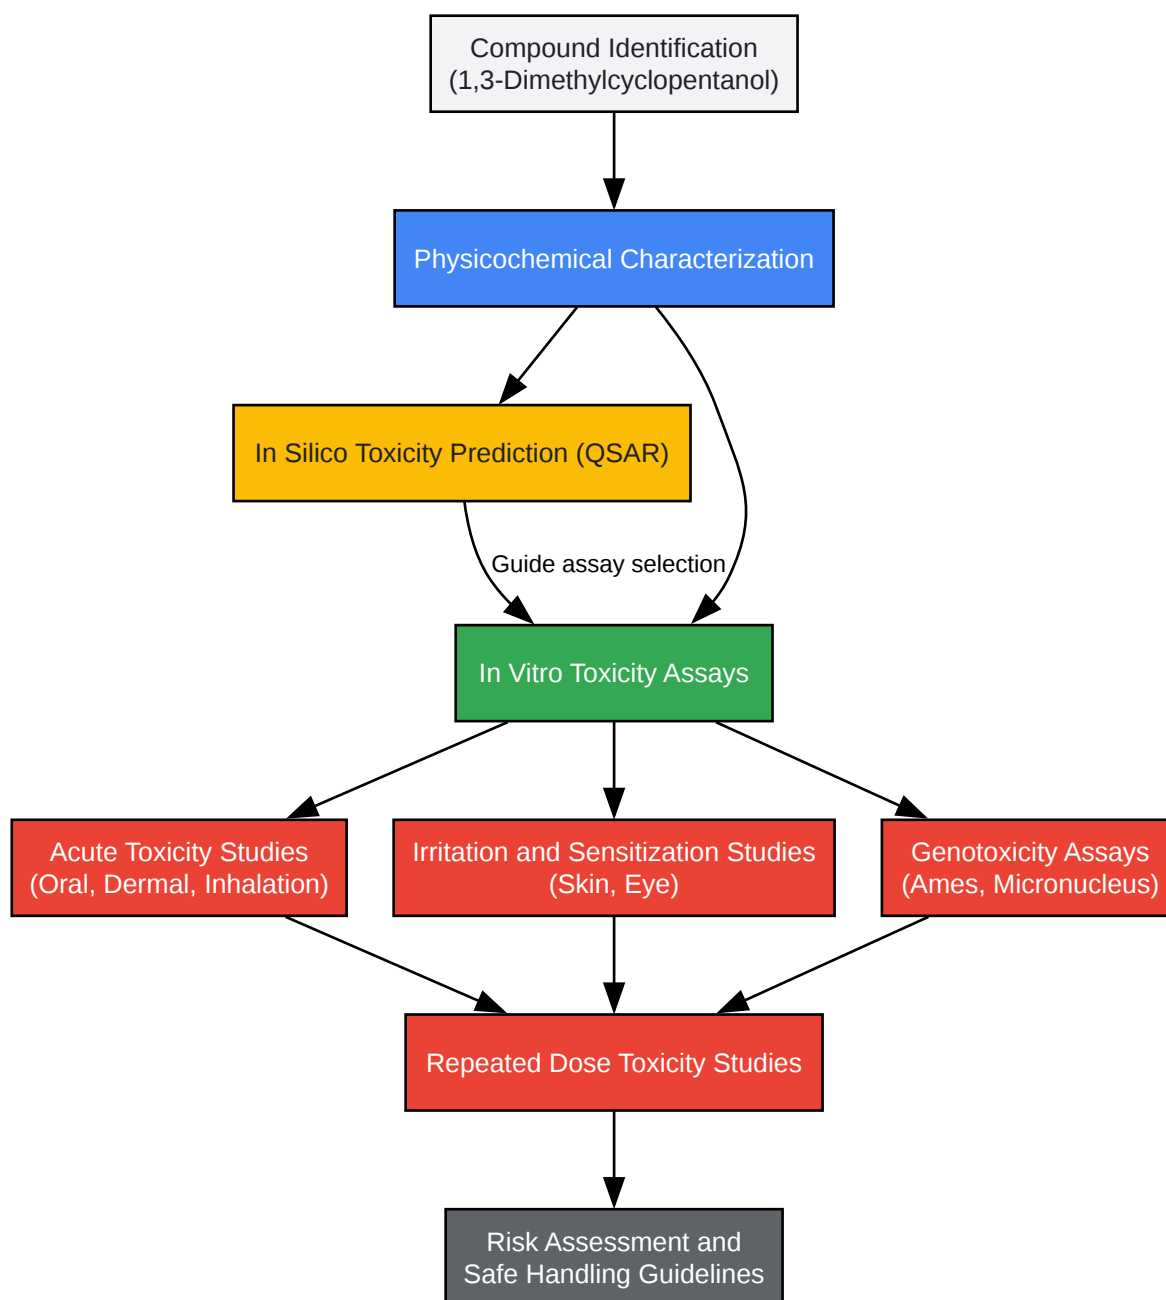 Compound Identification
(1,3-Dimethylcyclopentanol)
Physicochemical Characterization
In Silico Toxicity Prediction (QSAR)
Guide assay selection
In Vitro Toxicity Assays
Acute Toxicity Studies
(Oral, Dermal, Inhalation)
Irritation and Sensitization Studies
(Skin, Eye)
Genotoxicity Assays
(Ames, Micronucleus)
Repeated Dose Toxicity Studies
Risk Assessment and
Safe Handling Guidelines